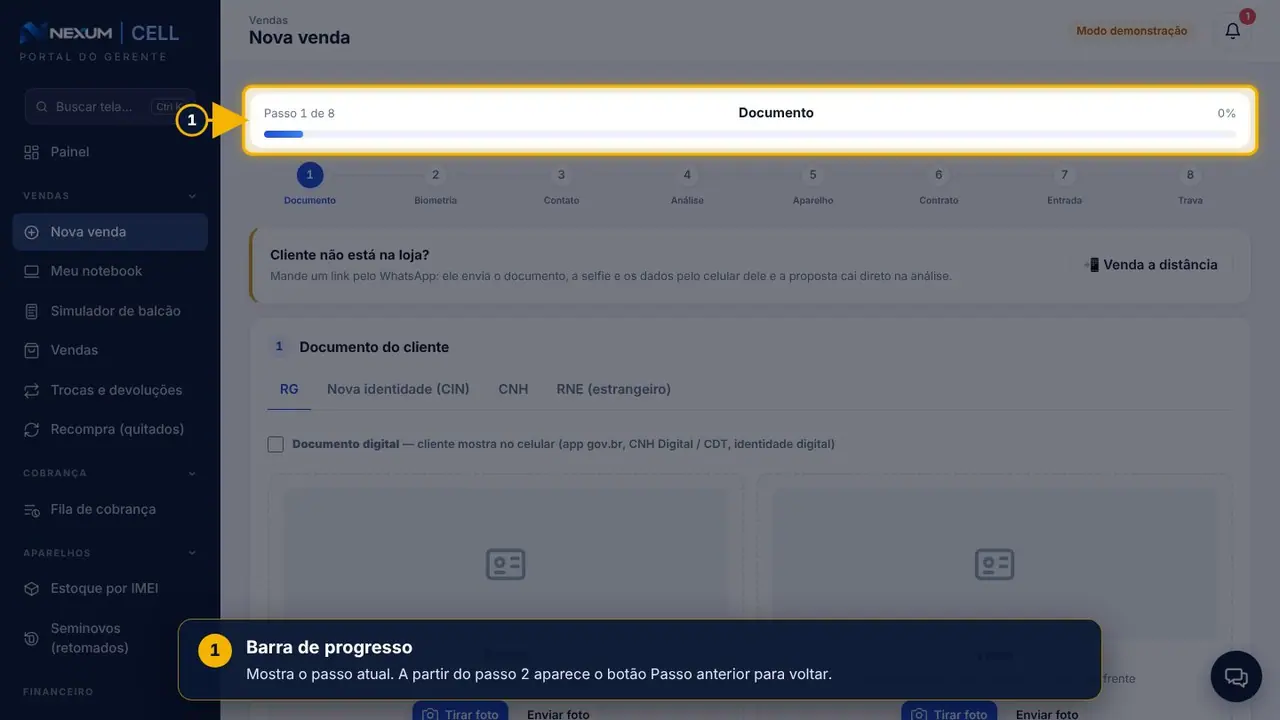 NEXUM | CELL
PORTAL DO GERENTE
Buscar tela... Ctrl K
Painel
VENDAS
Nova venda
Meu notebook
Simulador de balcão
Vendas
Trocas e devoluções
Recompra (quitados)
COBRANÇA
Fila de cobrança
APARELHOS
Estoque por IMEI
Seminovos
(retomados)
FINANCEIRO
Vendas
Nova venda
Modo demonstração
1
1
Passo 1 de 8
Documento
0%
1
2
3
4
5
6
7
8
Documento
Biometria
Contato
Análise
Aparelho
Contrato
Entrada
Trava
Cliente não está na loja?
Mande um link pelo WhatsApp: ele envia o documento, a selfie e os dados pelo celular dele e a proposta cai direto na análise.
Venda a distância
1 Documento do cliente
RG
Nova identidade (CIN)
CNH
RNE (estrangeiro)
Documento digital — cliente mostra no celular (app gov.br, CNH Digital / CDT, identidade digital)
1
Barra de progresso
Mostra o passo atual. A partir do passo 2 aparece o botão Passo anterior para voltar.
frente
Tirar foto
Enviar foto
Tirar foto
Enviar foto